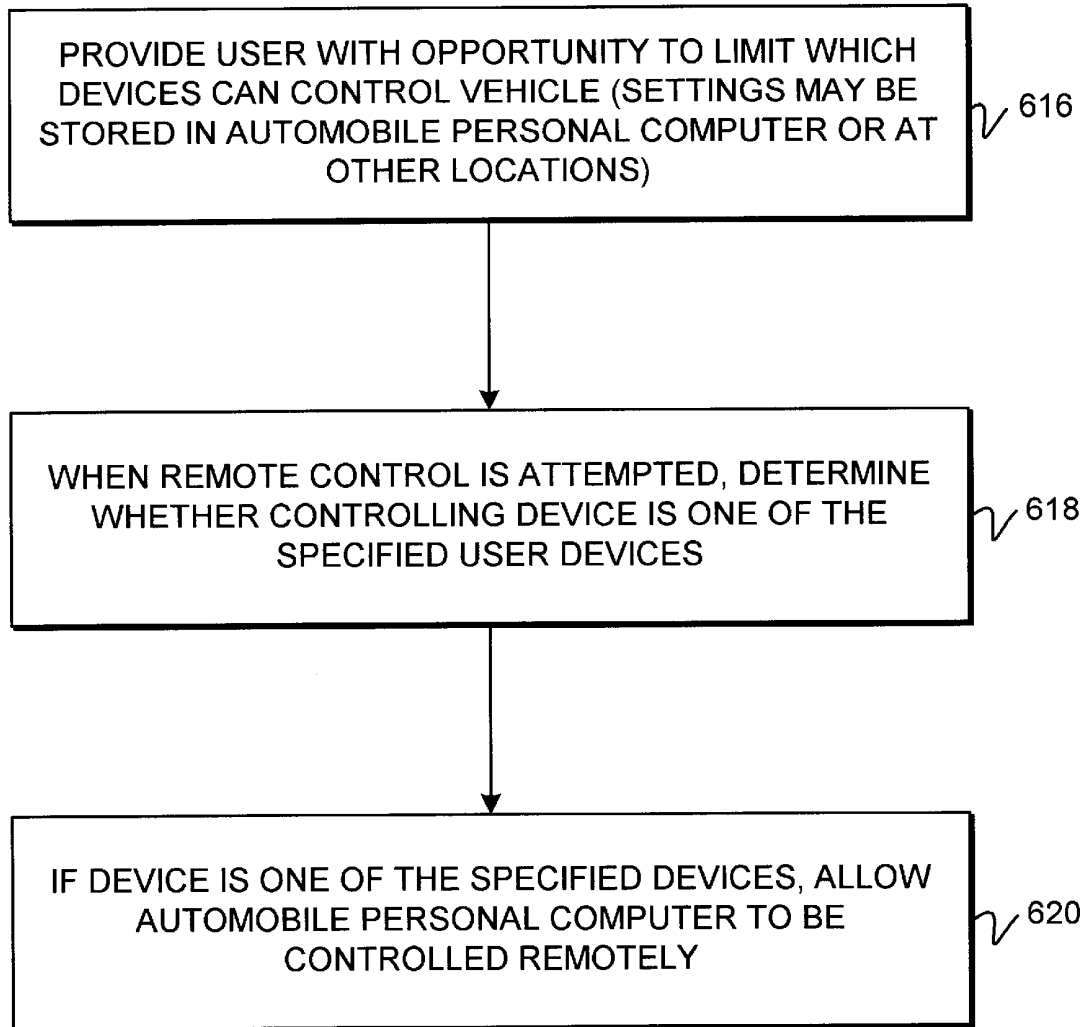 PROVIDE USER WITH OPPORTUNITY TO LIMIT WHICH
DEVICES CAN CONTROL VEHICLE (SETTINGS MAY BE
STORED IN AUTOMOBILE PERSONAL COMPUTER OR AT
OTHER LOCATIONS)
616
WHEN REMOTE CONTROL IS ATTEMPTED, DETERMINE
WHETHER CONTROLLING DEVICE IS ONE OF THE
SPECIFIED USER DEVICES
618
IF DEVICE IS ONE OF THE SPECIFIED DEVICES, ALLOW
AUTOMOBILE PERSONAL COMPUTER TO BE
CONTROLLED REMOTELY
620